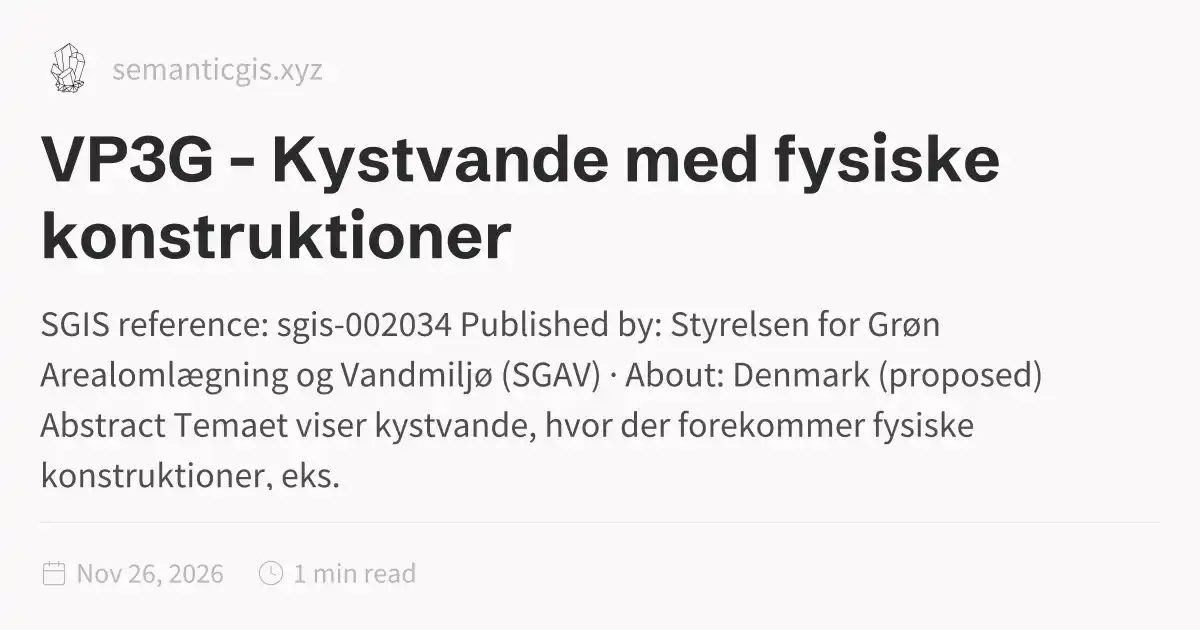 semanticgis.xyz
VP3G - Kystvande med fysiske
konstruktioner
SGIS reference: sgis-002034 Published by: Styrelsen for Grøn
Arealomlægning og Vandmiljø (SGAV) · About: Denmark (proposed)
Abstract Temaet viser kystvande, hvor der forekommer fysiske
konstruktioner, eks.
Nov 26, 2026 1 min read